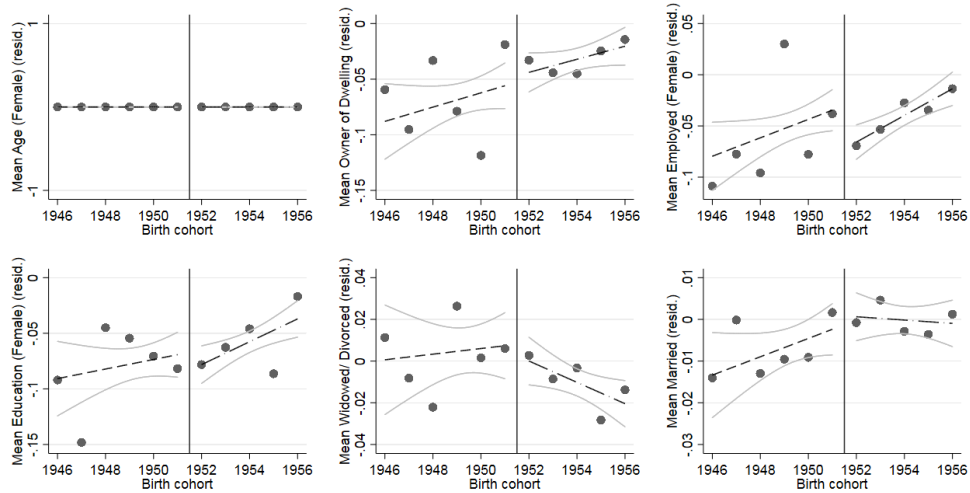 Mean Age (Female) (resid.)
1
-1
1946 1948 1950 1952 1954 1956
Birth cohort
Mean Owner of Dwelling (resid.)
0
-.05
-.1
-.15
1946 1948 1950 1952 1954 1956
Birth cohort
Mean Employed (Female) (resid.)
.05
0
-.05
-.1
1946 1948 1950 1952 1954 1956
Birth cohort
Mean Education (Female) (resid.)
0
-.05
-.1
-.15
1946 1948 1950 1952 1954 1956
Birth cohort
Mean Widowed/ Divorced (resid.)
.04
.02
0
-.02
-.04
1946 1948 1950 1952 1954 1956
Birth cohort
Mean Married (resid.)
.01
0
-.01
-.02
-.03
1946 1948 1950 1952 1954 1956
Birth cohort